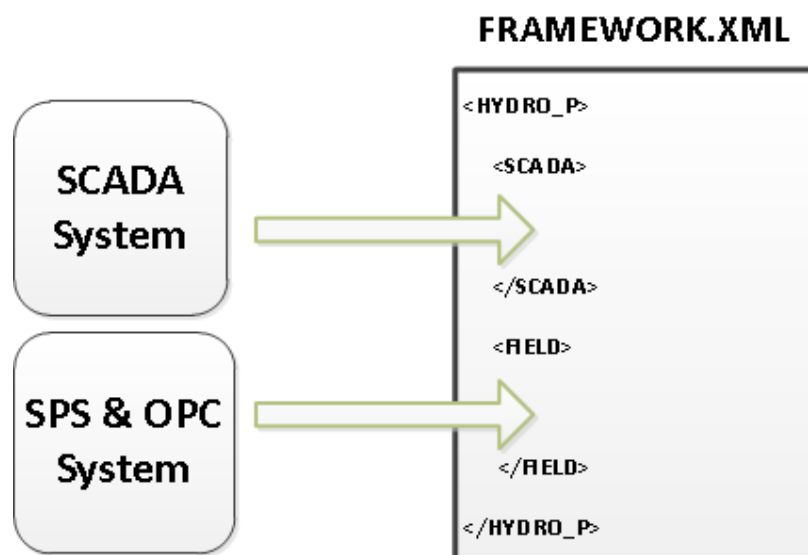 FRAMEWORK.XML
SCADA
System
SPS & OPC
System
<HYDRO_P>
<SCADA>
</SCADA>
<FIELD>
</FIELD>
</HYDRO_P>